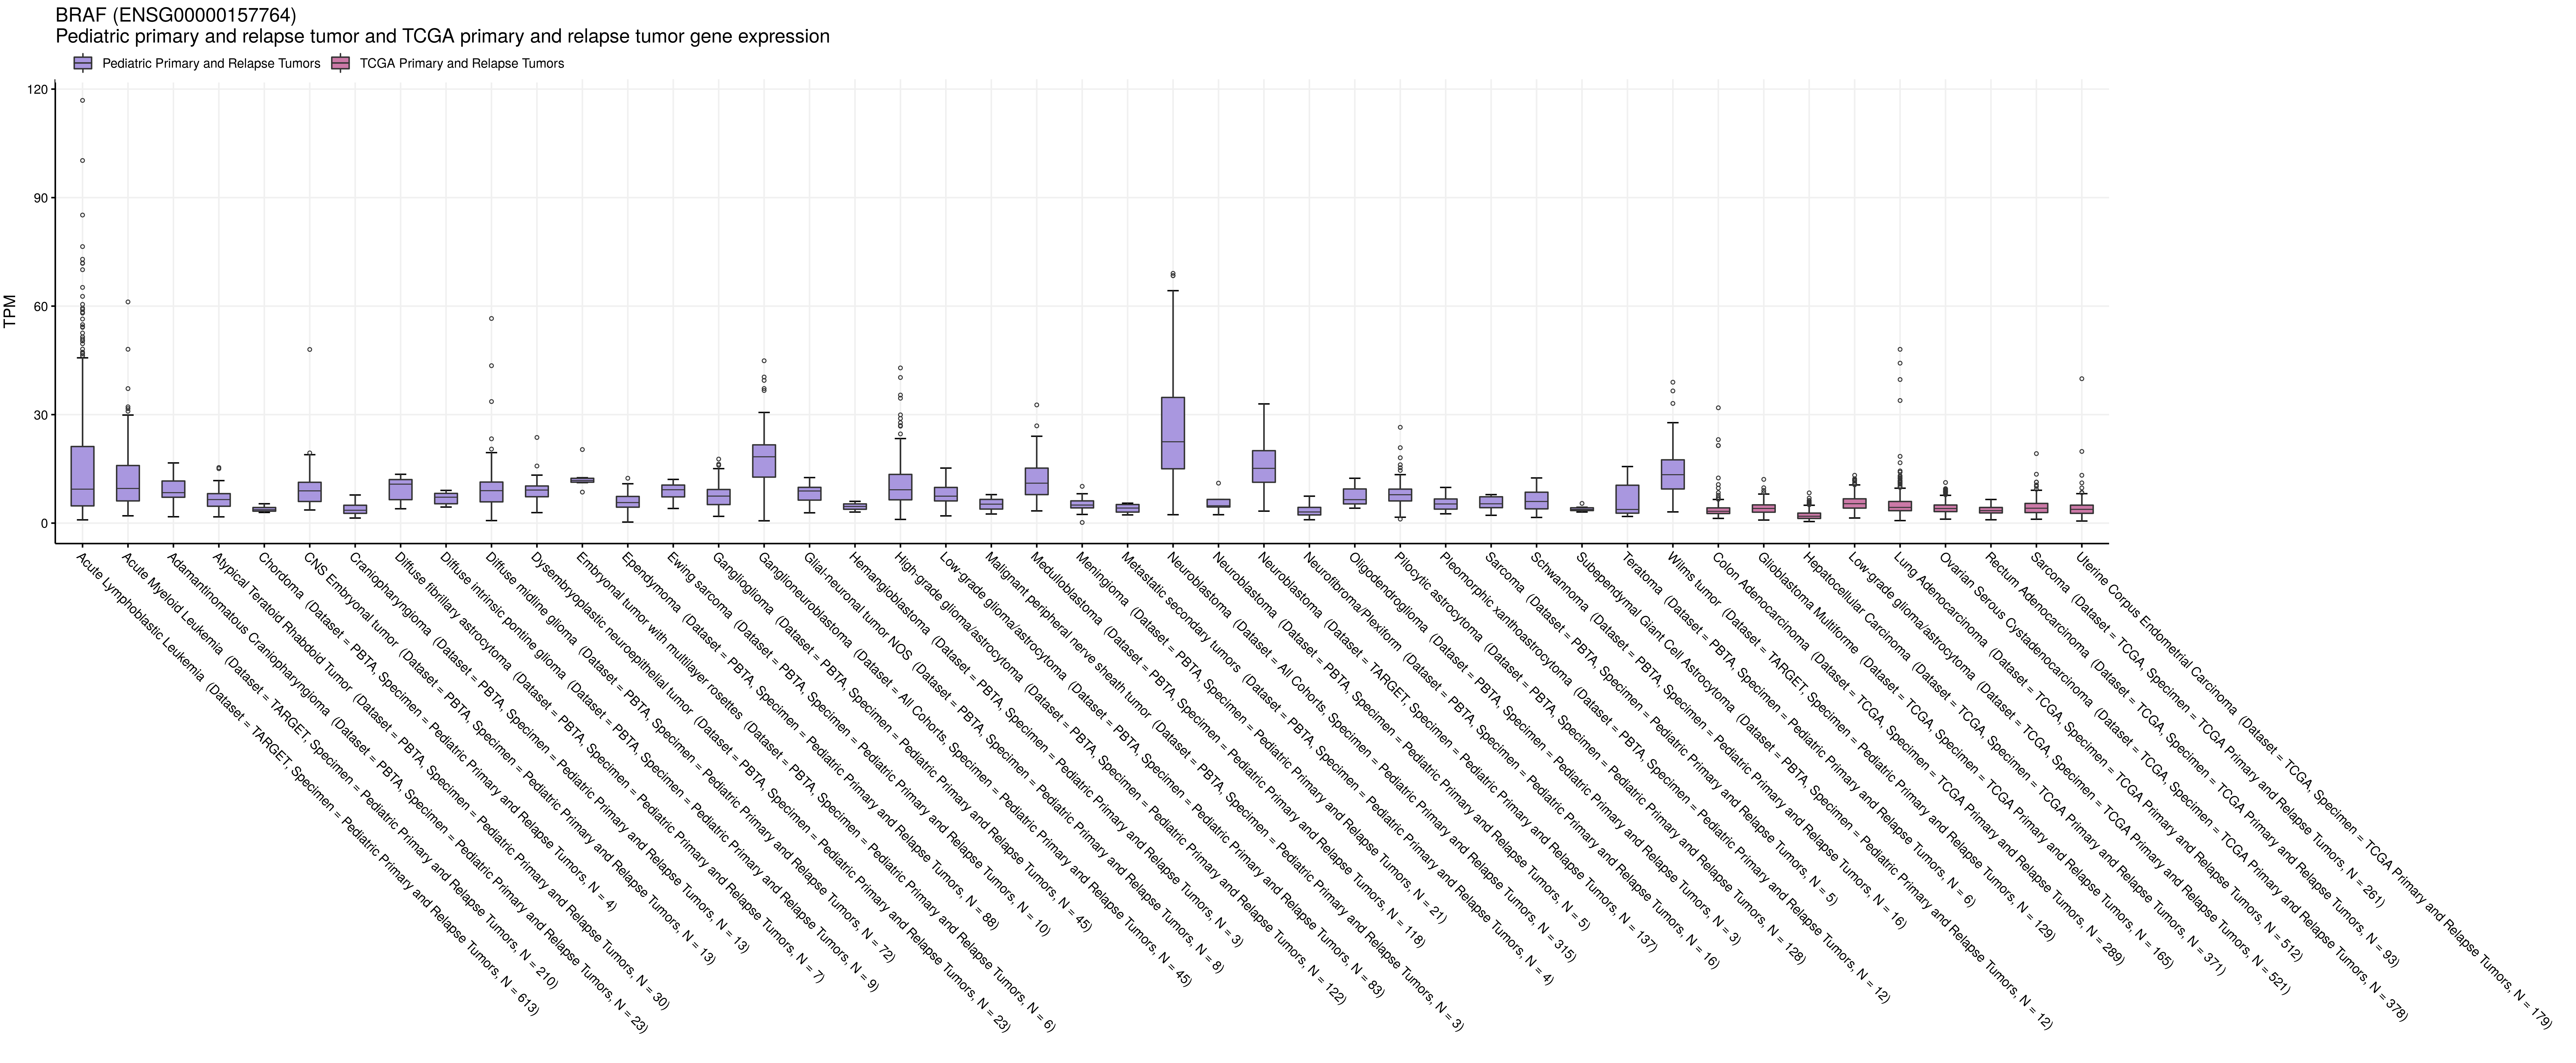 BRAF (ENSG00000157764)
Pediatric primary and relapse tumor and TCGA primary and relapse tumor gene expression
Pediatric Primary and Relapse Tumors
TCGA Primary and Relapse Tumors
120
90
60
30
0
TPM
Acute Lymphoblastic Leukemia (Dataset = TARGET, Specimen = Pediatric Primary and Relapse Tumors, N = 613)
Acute Myeloid Leukemia (Dataset = TARGET, Specimen = Pediatric Primary and Relapse Tumors, N = 210)
Adamantinomatous Craniopharyngioma (Dataset = PBTA, Specimen = Pediatric Primary and Relapse Tumors, N = 23)
Atypical Teratoid Rhabdoid Tumor (Dataset = PBTA, Specimen = Pediatric Primary and Relapse Tumors, N = 30)
Chordoma (Dataset = PBTA, Specimen = Pediatric Primary and Relapse Tumors, N = 4)
CNS Embryonal tumor (Dataset = PBTA, Specimen = Pediatric Primary and Relapse Tumors, N = 13)
Craniopharyngioma (Dataset = PBTA, Specimen = Pediatric Primary and Relapse Tumors, N = 13)
Diffuse fibrillary astrocytoma (Dataset = PBTA, Specimen = Pediatric Primary and Relapse Tumors, N = 7)
Diffuse intrinsic pontine glioma (Dataset = PBTA, Specimen = Pediatric Primary and Relapse Tumors, N = 9)
Diffuse midline glioma (Dataset = PBTA, Specimen = Pediatric Primary and Relapse Tumors, N = 72)
Dysembryoplastic neuroepithelial tumor (Dataset = PBTA, Specimen = Pediatric Primary and Relapse Tumors, N = 23)
Embryonal tumor with multilayer rosettes (Dataset = PBTA, Specimen = Pediatric Primary and Relapse Tumors, N = 6)
Ependymoma (Dataset = PBTA, Specimen = Pediatric Primary and Relapse Tumors, N = 88)
Ewing sarcoma (Dataset = PBTA, Specimen = Pediatric Primary and Relapse Tumors, N = 10)
Ganglioglioma (Dataset = PBTA, Specimen = Pediatric Primary and Relapse Tumors, N = 45)
Ganglioneuroblastoma (Dataset = All Cohorts, Specimen = Pediatric Primary and Relapse Tumors, N = 45)
Glial-neuronal tumor NOS (Dataset = PBTA, Specimen = Pediatric Primary and Relapse Tumors, N = 8)
Hemangioblastoma (Dataset = PBTA, Specimen = Pediatric Primary and Relapse Tumors, N = 3)
High-grade glioma/astrocytoma (Dataset = PBTA, Specimen = Pediatric Primary and Relapse Tumors, N = 122)
Low-grade glioma/astrocytoma (Dataset = PBTA, Specimen = Pediatric Primary and Relapse Tumors, N = 83)
Malignant peripheral nerve sheath tumor (Dataset = PBTA, Specimen = Pediatric Primary and Relapse Tumors, N = 3)
Medulloblastoma (Dataset = PBTA, Specimen = Pediatric Primary and Relapse Tumors, N = 118)
Meningioma (Dataset = PBTA, Specimen = Pediatric Primary and Relapse Tumors, N = 21)
Metastatic secondary tumors (Dataset = PBTA, Specimen = Pediatric Primary and Relapse Tumors, N = 4)
Neuroblastoma (Dataset = All Cohorts, Specimen = Pediatric Primary and Relapse Tumors, N = 315)
Neuroblastoma (Dataset = PBTA, Specimen = Pediatric Primary and Relapse Tumors, N = 5)
Neuroblastoma (Dataset = TARGET, Specimen = Pediatric Primary and Relapse Tumors, N = 137)
Neurofibroma/Plexiform (Dataset = PBTA, Specimen = Pediatric Primary and Relapse Tumors, N = 16)
Oligodendroglioma (Dataset = PBTA, Specimen = Pediatric Primary and Relapse Tumors, N = 3)
Pilocytic astrocytoma (Dataset = PBTA, Specimen = Pediatric Primary and Relapse Tumors, N = 128)
Pleomorphic xanthoastrocytoma (Dataset = PBTA, Specimen = Pediatric Primary and Relapse Tumors, N = 12)
Sarcoma (Dataset = PBTA, Specimen = Pediatric Primary and Relapse Tumors, N = 5)
Schwannoma (Dataset = PBTA, Specimen = Pediatric Primary and Relapse Tumors, N = 16)
Subependymal Giant Cell Astrocytoma (Dataset = PBTA, Specimen = Pediatric Primary and Relapse Tumors, N = 12)
Teratoma (Dataset = PBTA, Specimen = Pediatric Primary and Relapse Tumors, N = 6)
Wilms tumor (Dataset = TARGET, Specimen = Pediatric Primary and Relapse Tumors, N = 129)
Colon Adenocarcinoma (Dataset = TCGA, Specimen = TCGA Primary and Relapse Tumors, N = 289)
Glioblastoma Multiforme (Dataset = TCGA, Specimen = TCGA Primary and Relapse Tumors, N = 165)
Hepatocellular Carcinoma (Dataset = TCGA, Specimen = TCGA Primary and Relapse Tumors, N = 371)
Low-grade glioma/astrocytoma (Dataset = TCGA, Specimen = TCGA Primary and Relapse Tumors, N = 521)
Lung Adenocarcinoma (Dataset = TCGA, Specimen = TCGA Primary and Relapse Tumors, N = 512)
Ovarian Serous Cystadenocarcinoma (Dataset = TCGA, Specimen = TCGA Primary and Relapse Tumors, N = 378)
Rectum Adenocarcinoma (Dataset = TCGA, Specimen = TCGA Primary and Relapse Tumors, N = 93)
Sarcoma (Dataset = TCGA, Specimen = TCGA Primary and Relapse Tumors, N = 261)
Uterine Corpus Endometrial Carcinoma (Dataset = TCGA, Specimen = TCGA Primary and Relapse Tumors, N = 179)